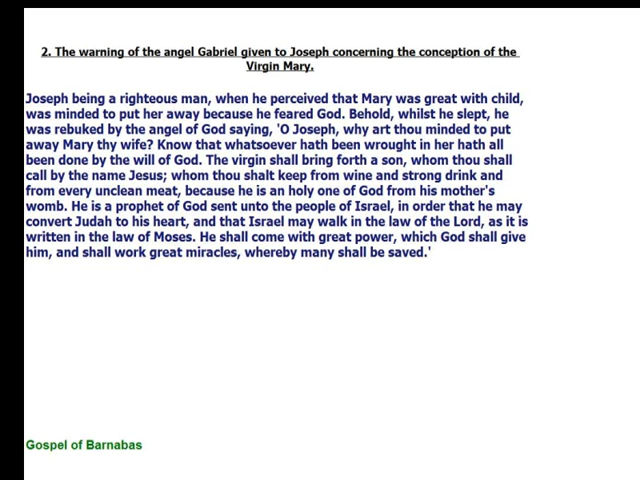 2. The warning of the angel Gabriel given to Joseph concerning the conception of the
Virgin Mary.
Joseph being a righteous man, when he perceived that Mary was great with child,
was minded to put her away because he feared God. Behold, whilst he slept, he
was rebuked by the angel of God saying, 'O Joseph, why art thou minded to put
away Mary thy wife? Know that whatsoever hath been wrought in her hath all
been done by the will of God. The virgin shall bring forth a son, whom thou shall
call by the name Jesus; whom thou shalt keep from wine and strong drink and
from every unclean meat, because he is an holy one of God from his mother's
womb. He is a prophet of God sent unto the people of Israel, in order that he may
convert Judah to his heart, and that Israel may walk in the law of the Lord, as it is
written in the law of Moses. He shall come with great power, which God shall give
him, and shall work great miracles, whereby many shall be saved.'
Gospel of Barnabas